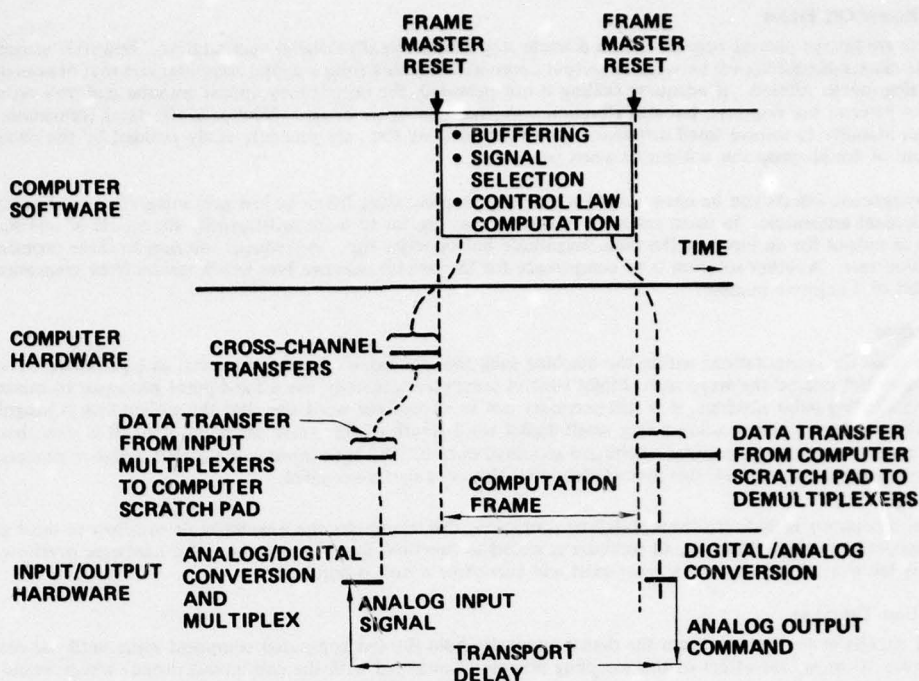 FRAME
MASTER
RESET
FRAME
MASTER
RESET
COMPUTER
SOFTWARE
• BUFFERING
• SIGNAL
SELECTION
• CONTROL LAW
COMPUTATION
TIME
COMPUTER
HARDWARE
CROSS-CHANNEL
TRANSFERS
DATA TRANSFER
FROM INPUT
MULTIPLEXERS
TO COMPUTER
SCRATCH PAD
COMPUTATION
FRAME
DATA TRANSFER
FROM COMPUTER
SCRATCH PAD TO
DEMULTIPLEXERS
INPUT/OUTPUT
HARDWARE
ANALOG/DIGITAL
CONVERSION
AND
MULTIPLEX
ANALOG INPUT
SIGNAL
DIGITAL/ANALOG
CONVERSION
ANALOG OUTPUT
COMMAND
TRANSPORT
DELAY